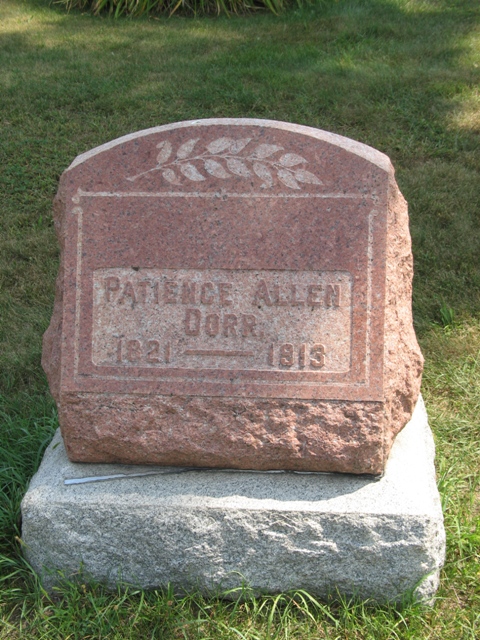 PATIENCE ALLEN
DORR.
1821 — 1913